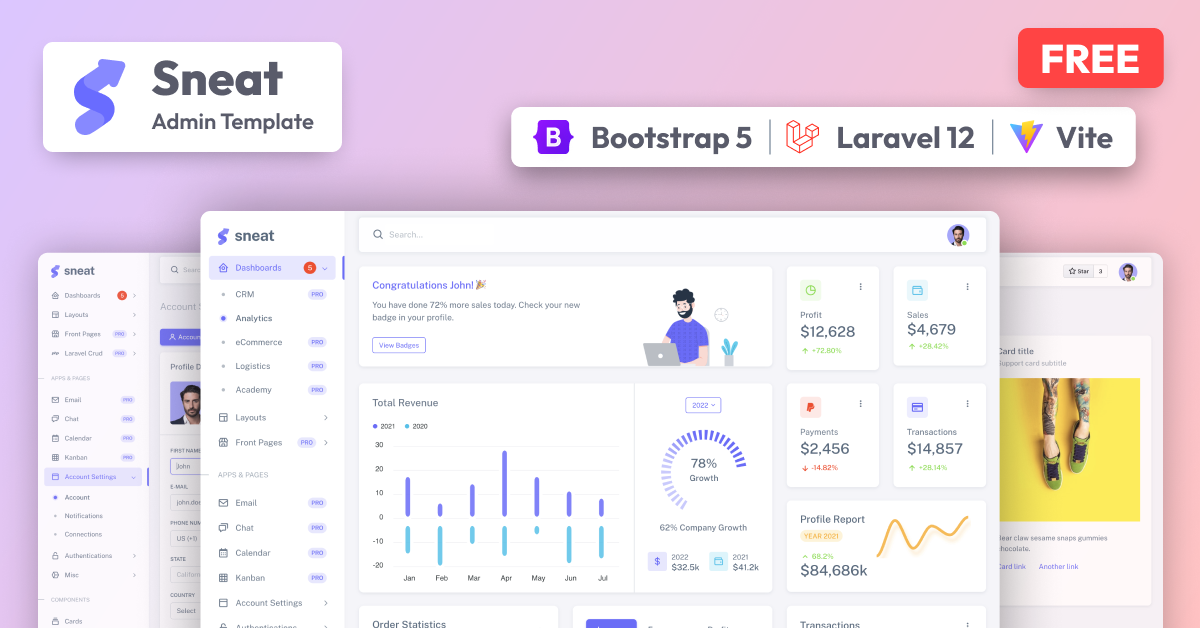 Sneat
Admin Template
FREE
Bootstrap 5
Laravel 12
Vite
sneat
Dashboards
5
Layouts
Front Pages
PRO
Laravel Crud
PRO
APPS & PAGES
Email
PRO
Chat
PRO
Calendar
PRO
Kanban
PRO
Account Settings
Account
Notifications
Connections
Authentications
Misc
COMPONENTS
Cards
Account S
Accoun
Profile D
FIRST NAME
John
E-MAIL
john.doe
PHONE NUM
US (+1)
STATE
Californi
COUNTRY
Select
sneat
Dashboards
5
CRM
PRO
Analytics
eCommerce
PRO
Logistics
PRO
Academy
PRO
Layouts
Front Pages
PRO
APPS & PAGES
Email
PRO
Chat
PRO
Calendar
PRO
Kanban
PRO
Account Settings
Authentications
Search...
Congratulations John!🎉
You have done 72% more sales today. Check your new
badge in your profile.
View Badges
Profit
$12,628
+72.80%
Sales
$4,679
+28.42%
Total Revenue
2021
2020
30
20
10
0
-10
-20
Jan
Feb
Mar
Apr
May
Jun
Jul
2022
78%
Growth
62% Company Growth
$
2022
$32.5k
2021
$41.2k
Payments
$2,456
-14.82%
Transactions
$14,857
+28.14%
Profile Report
YEAR 2021
68.2%
$84,686k
Order Statistics
Transactions
Star
3
Card title
Support card subtitle
Bear claw sesame snaps gummies
chocolate.
Card link
Another link